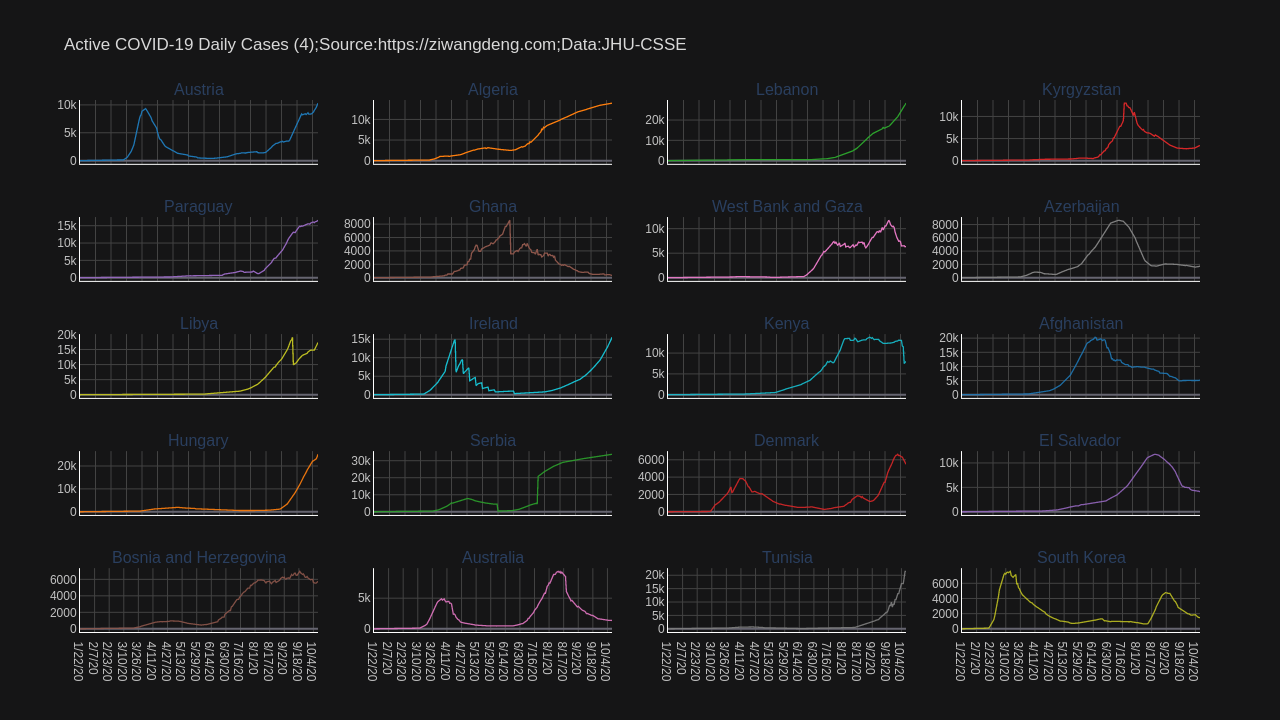 Active COVID-19 Daily Cases (4);Source:https://ziwangdeng.com;Data:JHU-CSSE
Austria Algeria Lebanon Kyrgyzstan
10k
5k
0
10k
5k
0
20k
10k
0
10k
5k
0
Paraguay Ghana West Bank and Gaza Azerbaijan
15k
10k
5k
0
8000
6000
4000
2000
10k
5k
0
8000
6000
4000
2000
0
Libya Ireland Kenya Afghanistan
20k
15k
10k
5k
0
15k
10k
5k
0
10k
5k
0
20k
15k
10k
5k
0
Hungary Serbia Denmark El Salvador
20k
10k
0
30k
20k
10k
0
6000
4000
2000
0
10k
5k
0
Bosnia and Herzegovina Australia Tunisia South Korea
6000
4000
2000
0
5k
0
20k
15k
10k
5k
0
6000
4000
2000
0
1/22/20 2/7/20 2/23/20 3/10/20 3/26/20 4/11/20 4/27/20 5/13/20 5/29/20 6/14/20 6/30/20 7/16/20 8/1/20 8/17/20 9/2/20 9/18/20 10/4/20
1/22/20 2/7/20 2/23/20 3/10/20 3/26/20 4/11/20 4/27/20 5/13/20 5/29/20 6/14/20 6/30/20 7/16/20 8/1/20 8/17/20 9/2/20 9/18/20 10/4/20
1/22/20 2/7/20 2/23/20 3/10/20 3/26/20 4/11/20 4/27/20 5/13/20 5/29/20 6/14/20 6/30/20 7/16/20 8/1/20 8/17/20 9/2/20 9/18/20 10/4/20
1/22/20 2/7/20 2/23/20 3/10/20 3/26/20 4/11/20 4/27/20 5/13/20 5/29/20 6/14/20 6/30/20 7/16/20 8/1/20 8/17/20 9/2/20 9/18/20 10/4/20